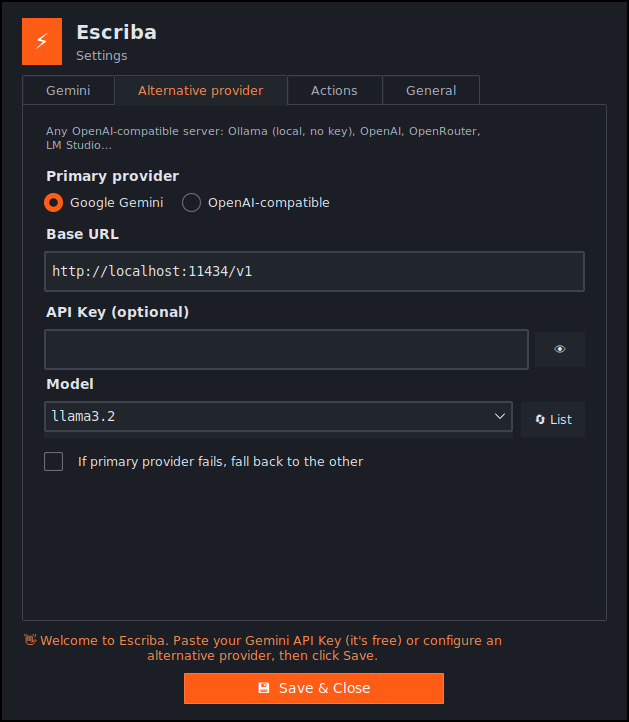 Escriba
Settings
Gemini
Alternative provider
Actions
General
Any OpenAI-compatible server: Ollama (local, no key), OpenAI, OpenRouter,
LM Studio...
Primary provider
Google Gemini
OpenAI-compatible
Base URL
http://localhost:11434/v1
API Key (optional)
Model
llama3.2
List
If primary provider fails, fall back to the other
👋 Welcome to Escriba. Paste your Gemini API Key (it's free) or configure an
alternative provider, then click Save.
💾 Save & Close